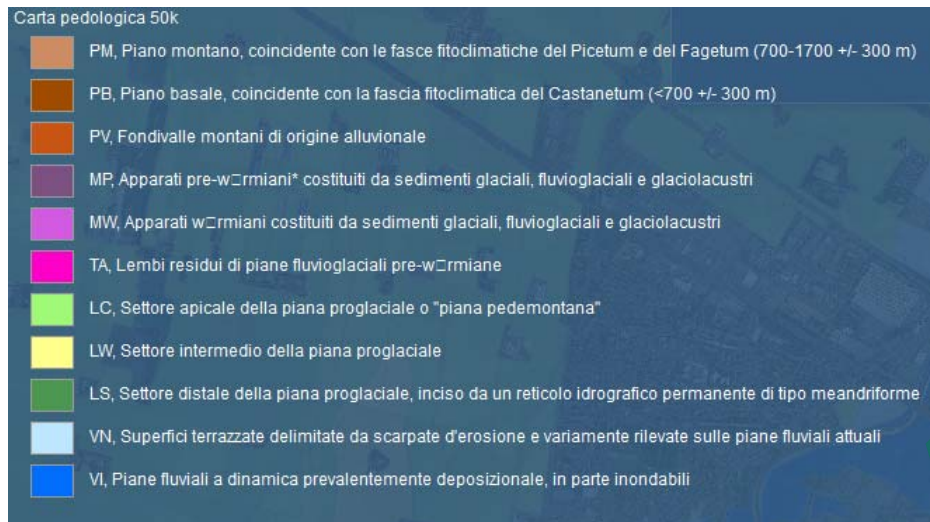 Carta pedologica 50k
PM, Piano montano, coincidente con le fasce fitoclimatiche del Picetum e del Fagetum (700-1700 +/- 300 m)
PB, Piano basale, coincidente con la fascia fitoclimatica del Castanetum (<700 +/- 300 m)
PV, Fondivalle montani di origine alluvionale
MP, Apparati pre-w□rmiani* costituiti da sedimenti glaciali, fluvioglaciali e glaciolacustri
MW, Apparati w□rmiani costituiti da sedimenti glaciali, fluvioglaciali e glaciolacustri
TA, Lembi residui di piane fluvioglaciali pre-w□rmiane
LC, Settore apicale della piana proglaciale o "piana pedemontana"
LW, Settore intermedio della piana proglaciale
LS, Settore distale della piana proglaciale, inciso da un reticolo idrografico permanente di tipo meandriforme
VN, Superfici terrazzate delimitate da scarpate d'erosione e variamente rilevate sulle piane fluviali attuali
VI, Piane fluviali a dinamica prevalentemente deposizionale, in parte inondabili